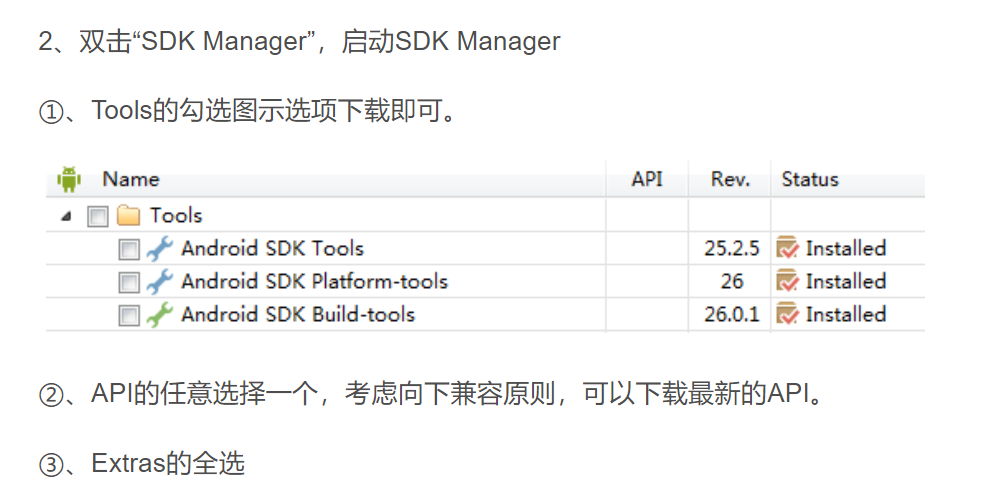 2、双击“SDK Manager”，启动SDK Manager
①、Tools的勾选图示选项下载即可。
Name API Rev. Status
Tools
Android SDK Tools 25.2.5 Installed
Android SDK Platform-tools 26 Installed
Android SDK Build-tools 26.0.1 Installed
②、API的任意选择一个，考虑向下兼容原则，可以下载最新的API。
③、Extras的全选